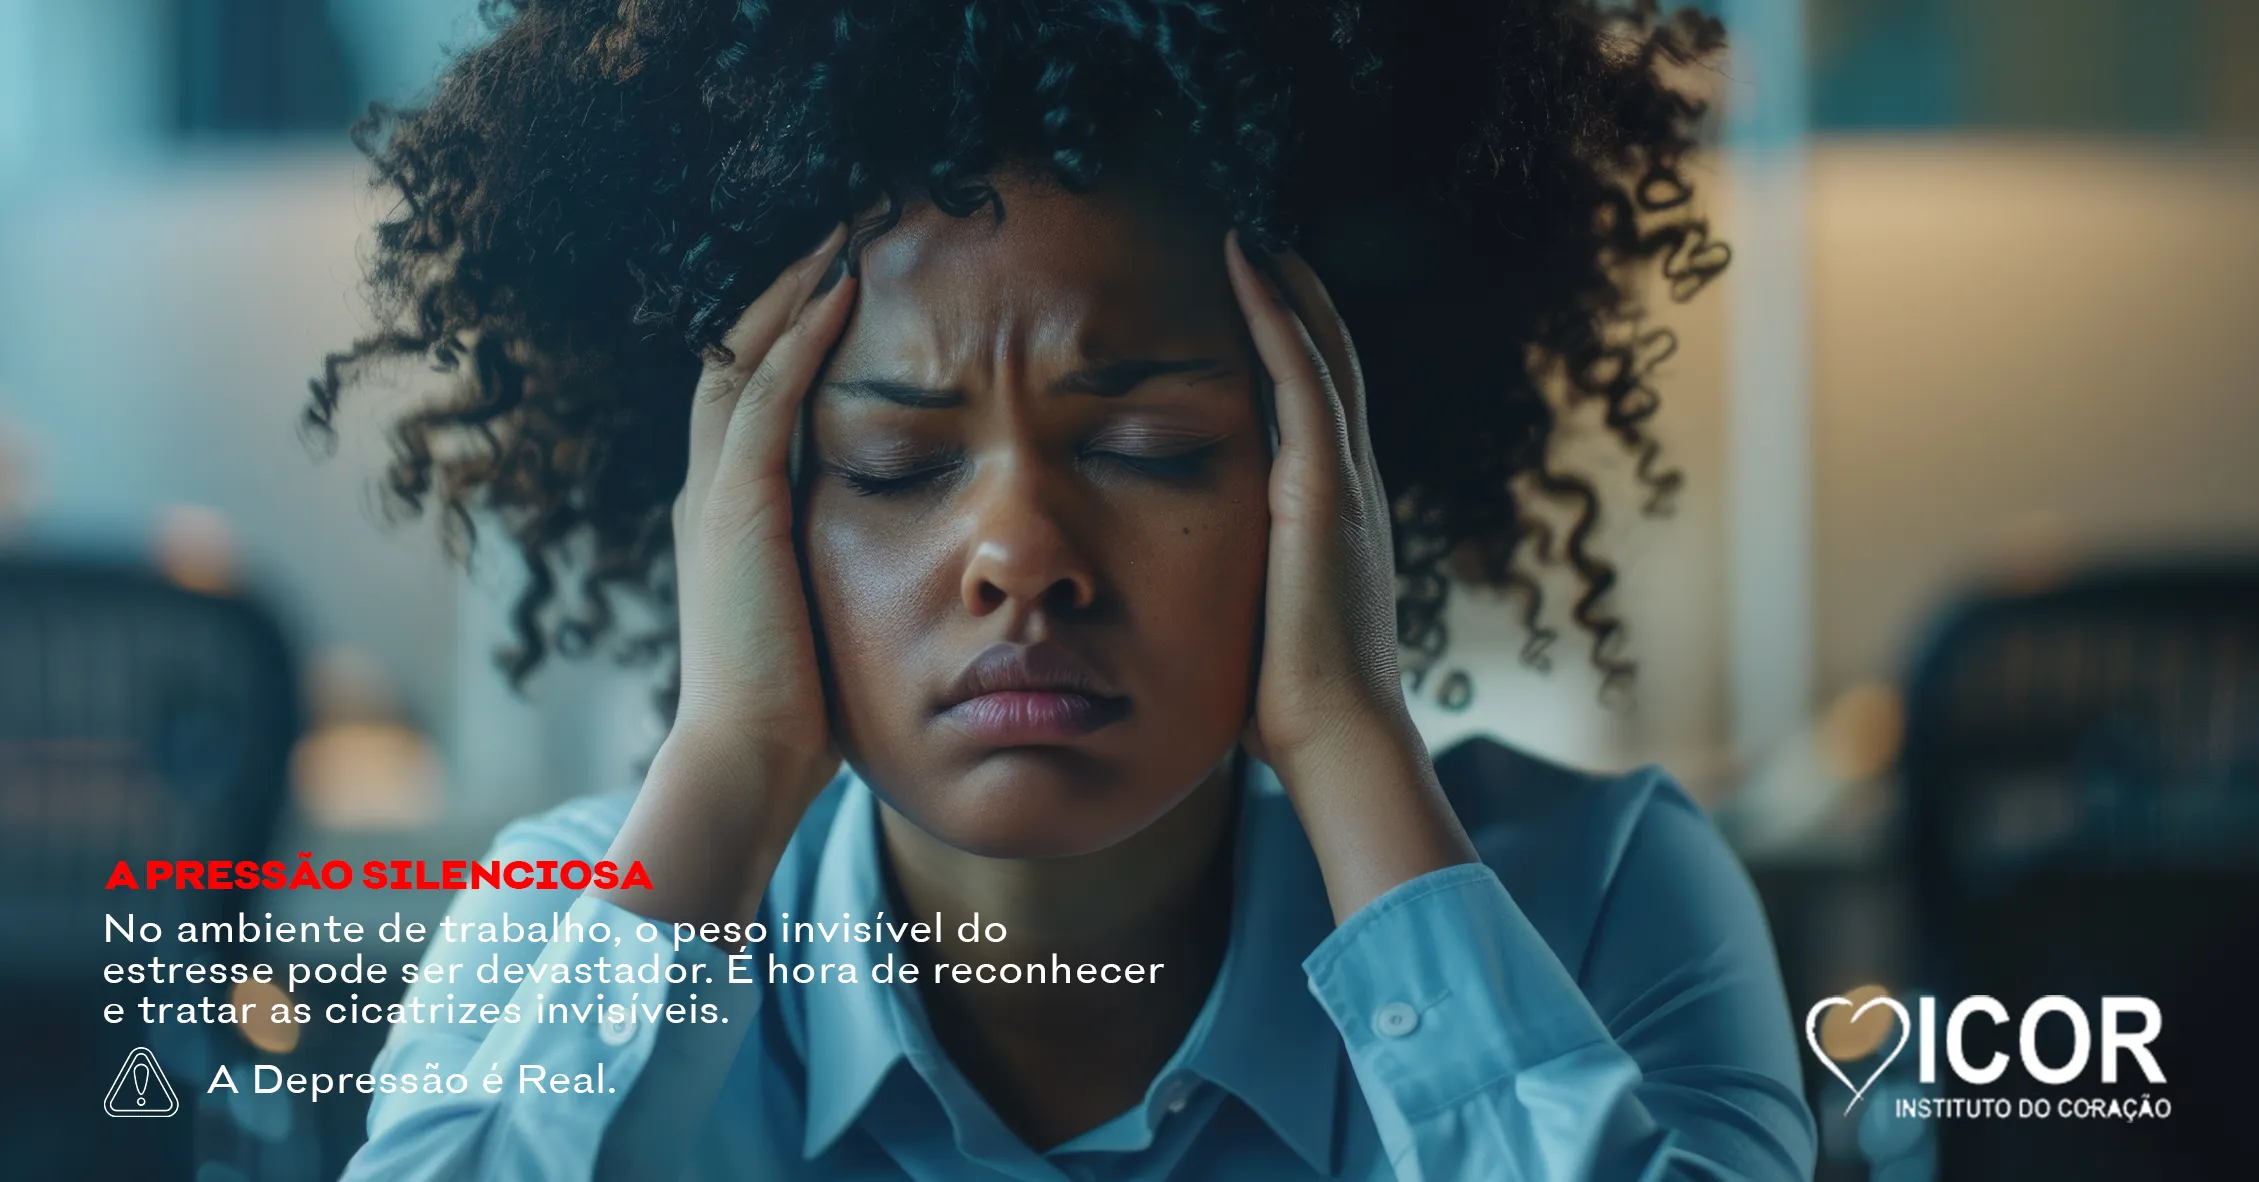 A PRESSÃO SILENCIOSA
No ambiente de trabalho, o peso invisível do
estresse pode ser devastador. É hora de reconhecer
e tratar as cicatrizes invisíveis.
A Depressão é Real.
ICOR
INSTITUTO DO CORAÇÃO